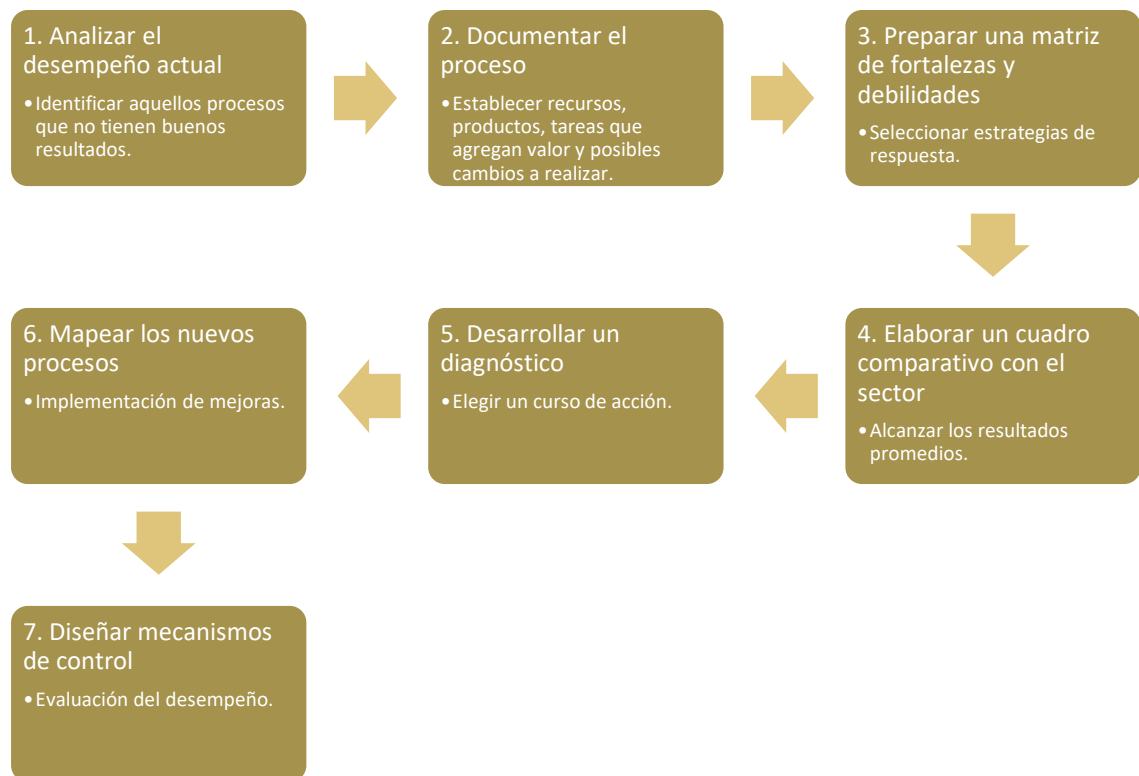 1. Analizar el
desempeño actual
•Identificar aquellos procesos
que no tienen buenos
resultados.
2. Documentar el
proceso
•Establecer recursos,
productos, tareas que
agregan valor y posibles
cambios a realizar.
3. Preparar una matriz
de fortalezas y
debilidades
•Seleccionar estrategias de
respuesta.
4. Elaborar un cuadro
comparativo con el
sector
•Alcanzar los resultados
promedios.
5. Desarrollar un
diagnóstico
•Elegir un curso de acción.
6. Mapear los nuevos
procesos
•Implementación de mejoras.
7. Diseñar mecanismos
de control
•Evaluación del desempeño.